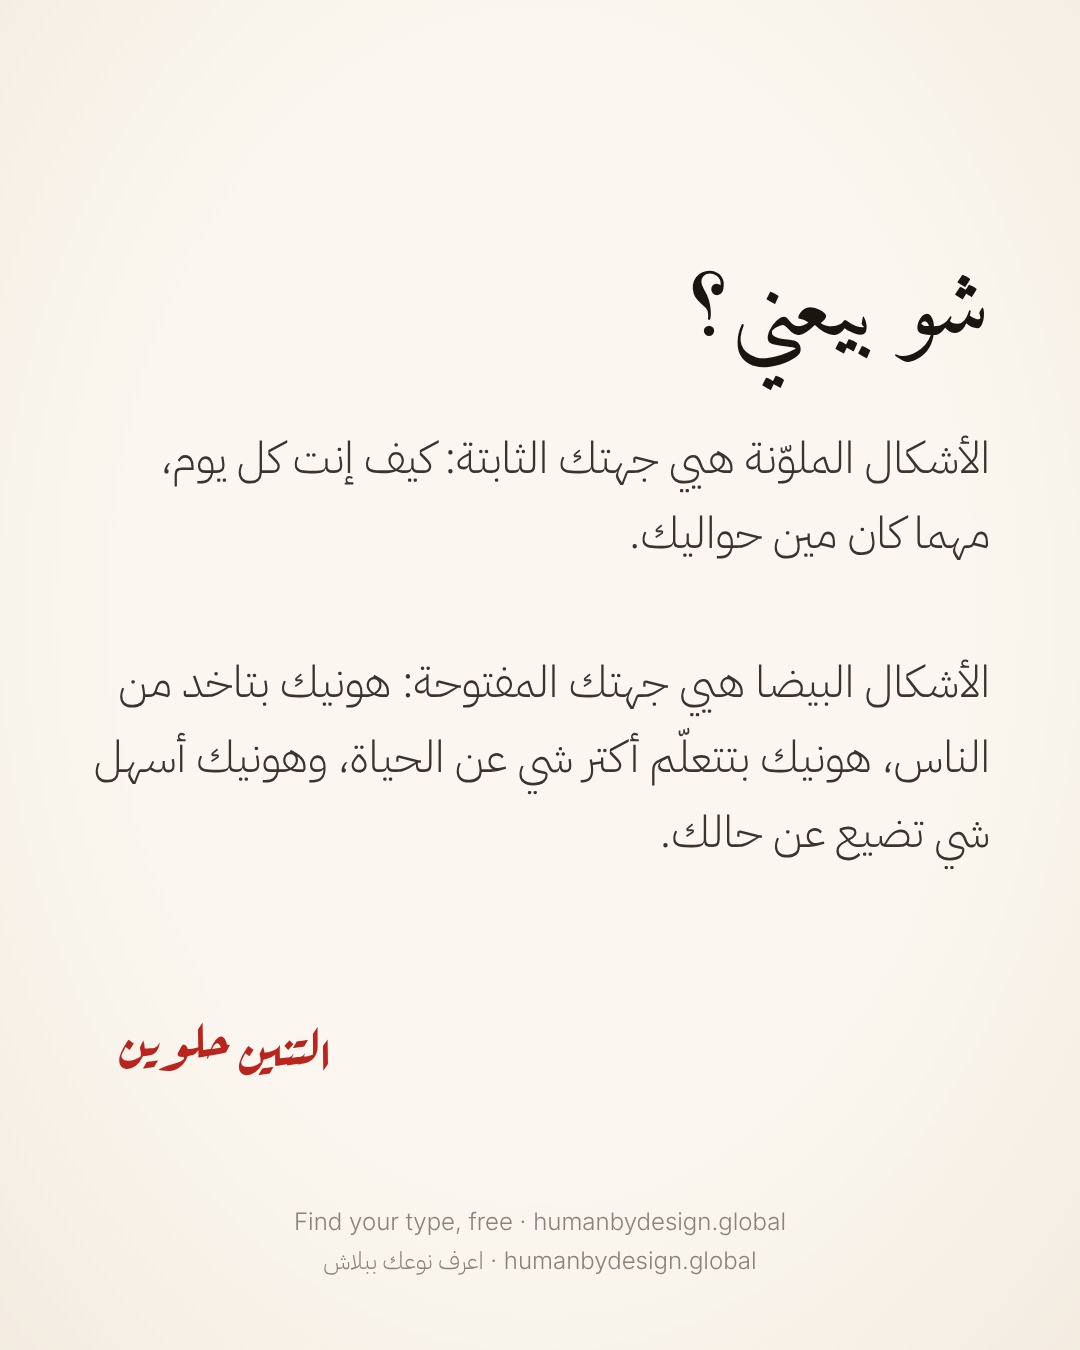 شو بيعني؟
الأشكال الملوّنة هيي جهتك الثابتة: كيف إنت كل يوم،
مهما كان مين حواليك.
الأشكال البيضا هيي جهتك المفتوحة: هونيك بتاخد من
الناس، هونيك بتتعلّم أكتر شي عن الحياة، وهونيك أسهل
شي تضيع عن حالك.
التنين حلوين
Find your type, free · humanbydesign.global
اعرف نوعك ببلاش · humanbydesign.global